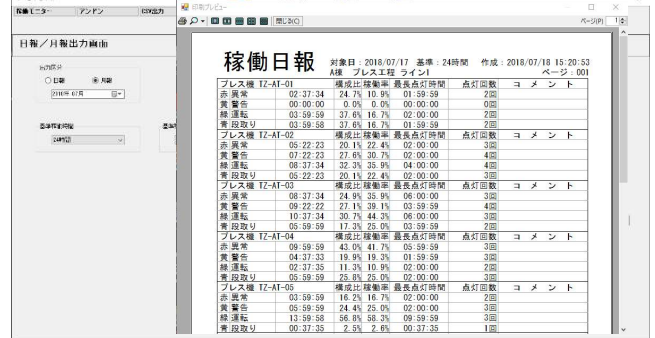 稼働モニター アンドン CSV出力
日報／月報出力画面
出力区分
日報 月報
2018年 07月
基準稼働時間
24時間
印刷プレビュー
閉じる(C) ページ(P) 1
稼働日報 対象日：2018/07/17 基準：24時間 作成：2018/07/18 15:20:53
A棟 プレス工程 ライン1 ページ：001
プレス機 TZ-AT-01 構成比 稼働率 最長点灯時間 点灯回数 コメント
赤 異常 02:37:34 24.7% 10.9% 01:59:59 2回
黄 警告 00:00:00 0.0% 0.0% 00:00:00 0回
緑 運転 03:59:59 37.6% 16.7% 02:00:00 2回
青 段取り 03:59:58 37.6% 16.7% 01:59:59 2回
プレス機 TZ-AT-02 構成比 稼働率 最長点灯時間 点灯回数 コメント
赤 異常 05:22:23 20.1% 22.4% 02:00:00 3回
黄 警告 07:22:23 27.6% 30.7% 02:00:00 4回
緑 運転 08:37:34 32.3% 35.9% 04:00:00 4回
青 段取り 05:22:23 20.1% 22.4% 02:00:00 3回
プレス機 TZ-AT-03 構成比 稼働率 最長点灯時間 点灯回数 コメント
赤 異常 08:37:34 24.9% 35.9% 06:00:00 3回
黄 警告 09:22:22 27.1% 39.1% 03:59:59 4回
緑 運転 10:37:34 30.7% 44.3% 06:00:00 3回
青 段取り 05:59:59 17.3% 25.0% 03:59:59 2回
プレス機 TZ-AT-04 構成比 稼働率 最長点灯時間 点灯回数 コメント
赤 異常 09:59:59 43.0% 41.7% 05:59:59 3回
黄 警告 04:37:33 19.9% 19.3% 01:59:59 3回
緑 運転 02:37:35 11.3% 10.9% 02:00:00 2回
青 段取り 05:59:59 25.8% 25.0% 02:00:00 3回
プレス機 TZ-AT-05 構成比 稼働率 最長点灯時間 点灯回数 コメント
赤 異常 03:59:59 16.2% 16.7% 02:00:00 2回
黄 警告 05:59:59 24.4% 25.0% 02:00:00 3回
緑 運転 13:59:58 56.8% 58.3% 09:59:59 3回
青 段取り 00:37:35 2.5% 2.6% 00:37:35 1回